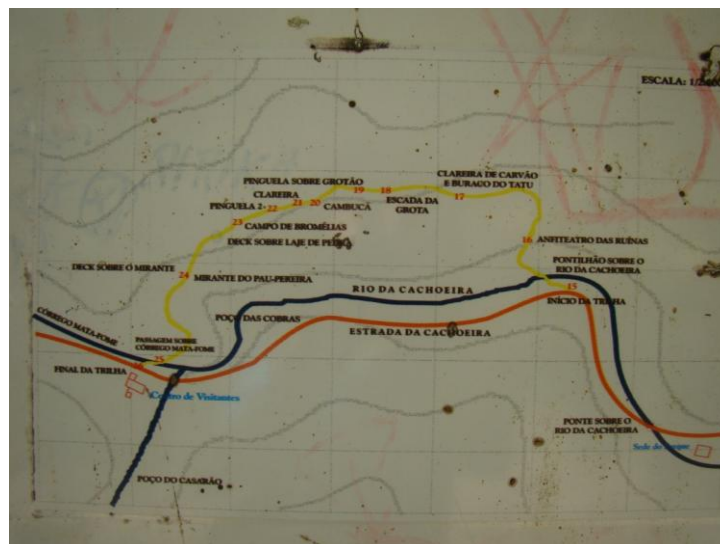 ESCALA:
PINGUELA SOBRE GROTÃO
CLAREIRA DE CARVÃO
E BURACO DO TATU
19
18
17
CLAREIRA
ESCADA DA
GROTA
PINGUELA 2
22
21
20
CAMBUCÁ
23
CAMPO DE BROMÉLIAS
DECK SOBRE LAJE DE PEDRA
16
ANFITEATRO DAS RUÍNAS
PONTILHÃO SOBRE O
RIO DA CACHOEIRA
DECK SOBRE O MIRANTE
24
MIRANTE DO PAU-PEREIRA
RIO DA CACHOEIRA
15
INÍCIO DA TRILHA
CÓRREGO MATA-FOME
POÇO DAS COBRAS
ESTRADA DA CACHOEIRA
PASSAGEM SOBRE
CÓRREGO MATA-FOME
25
FINAL DA TRILHA
Centro de Visitantes
PONTE SOBRE O
RIO DA CACHOEIRA
Sede do
POÇO DO CASARÃO